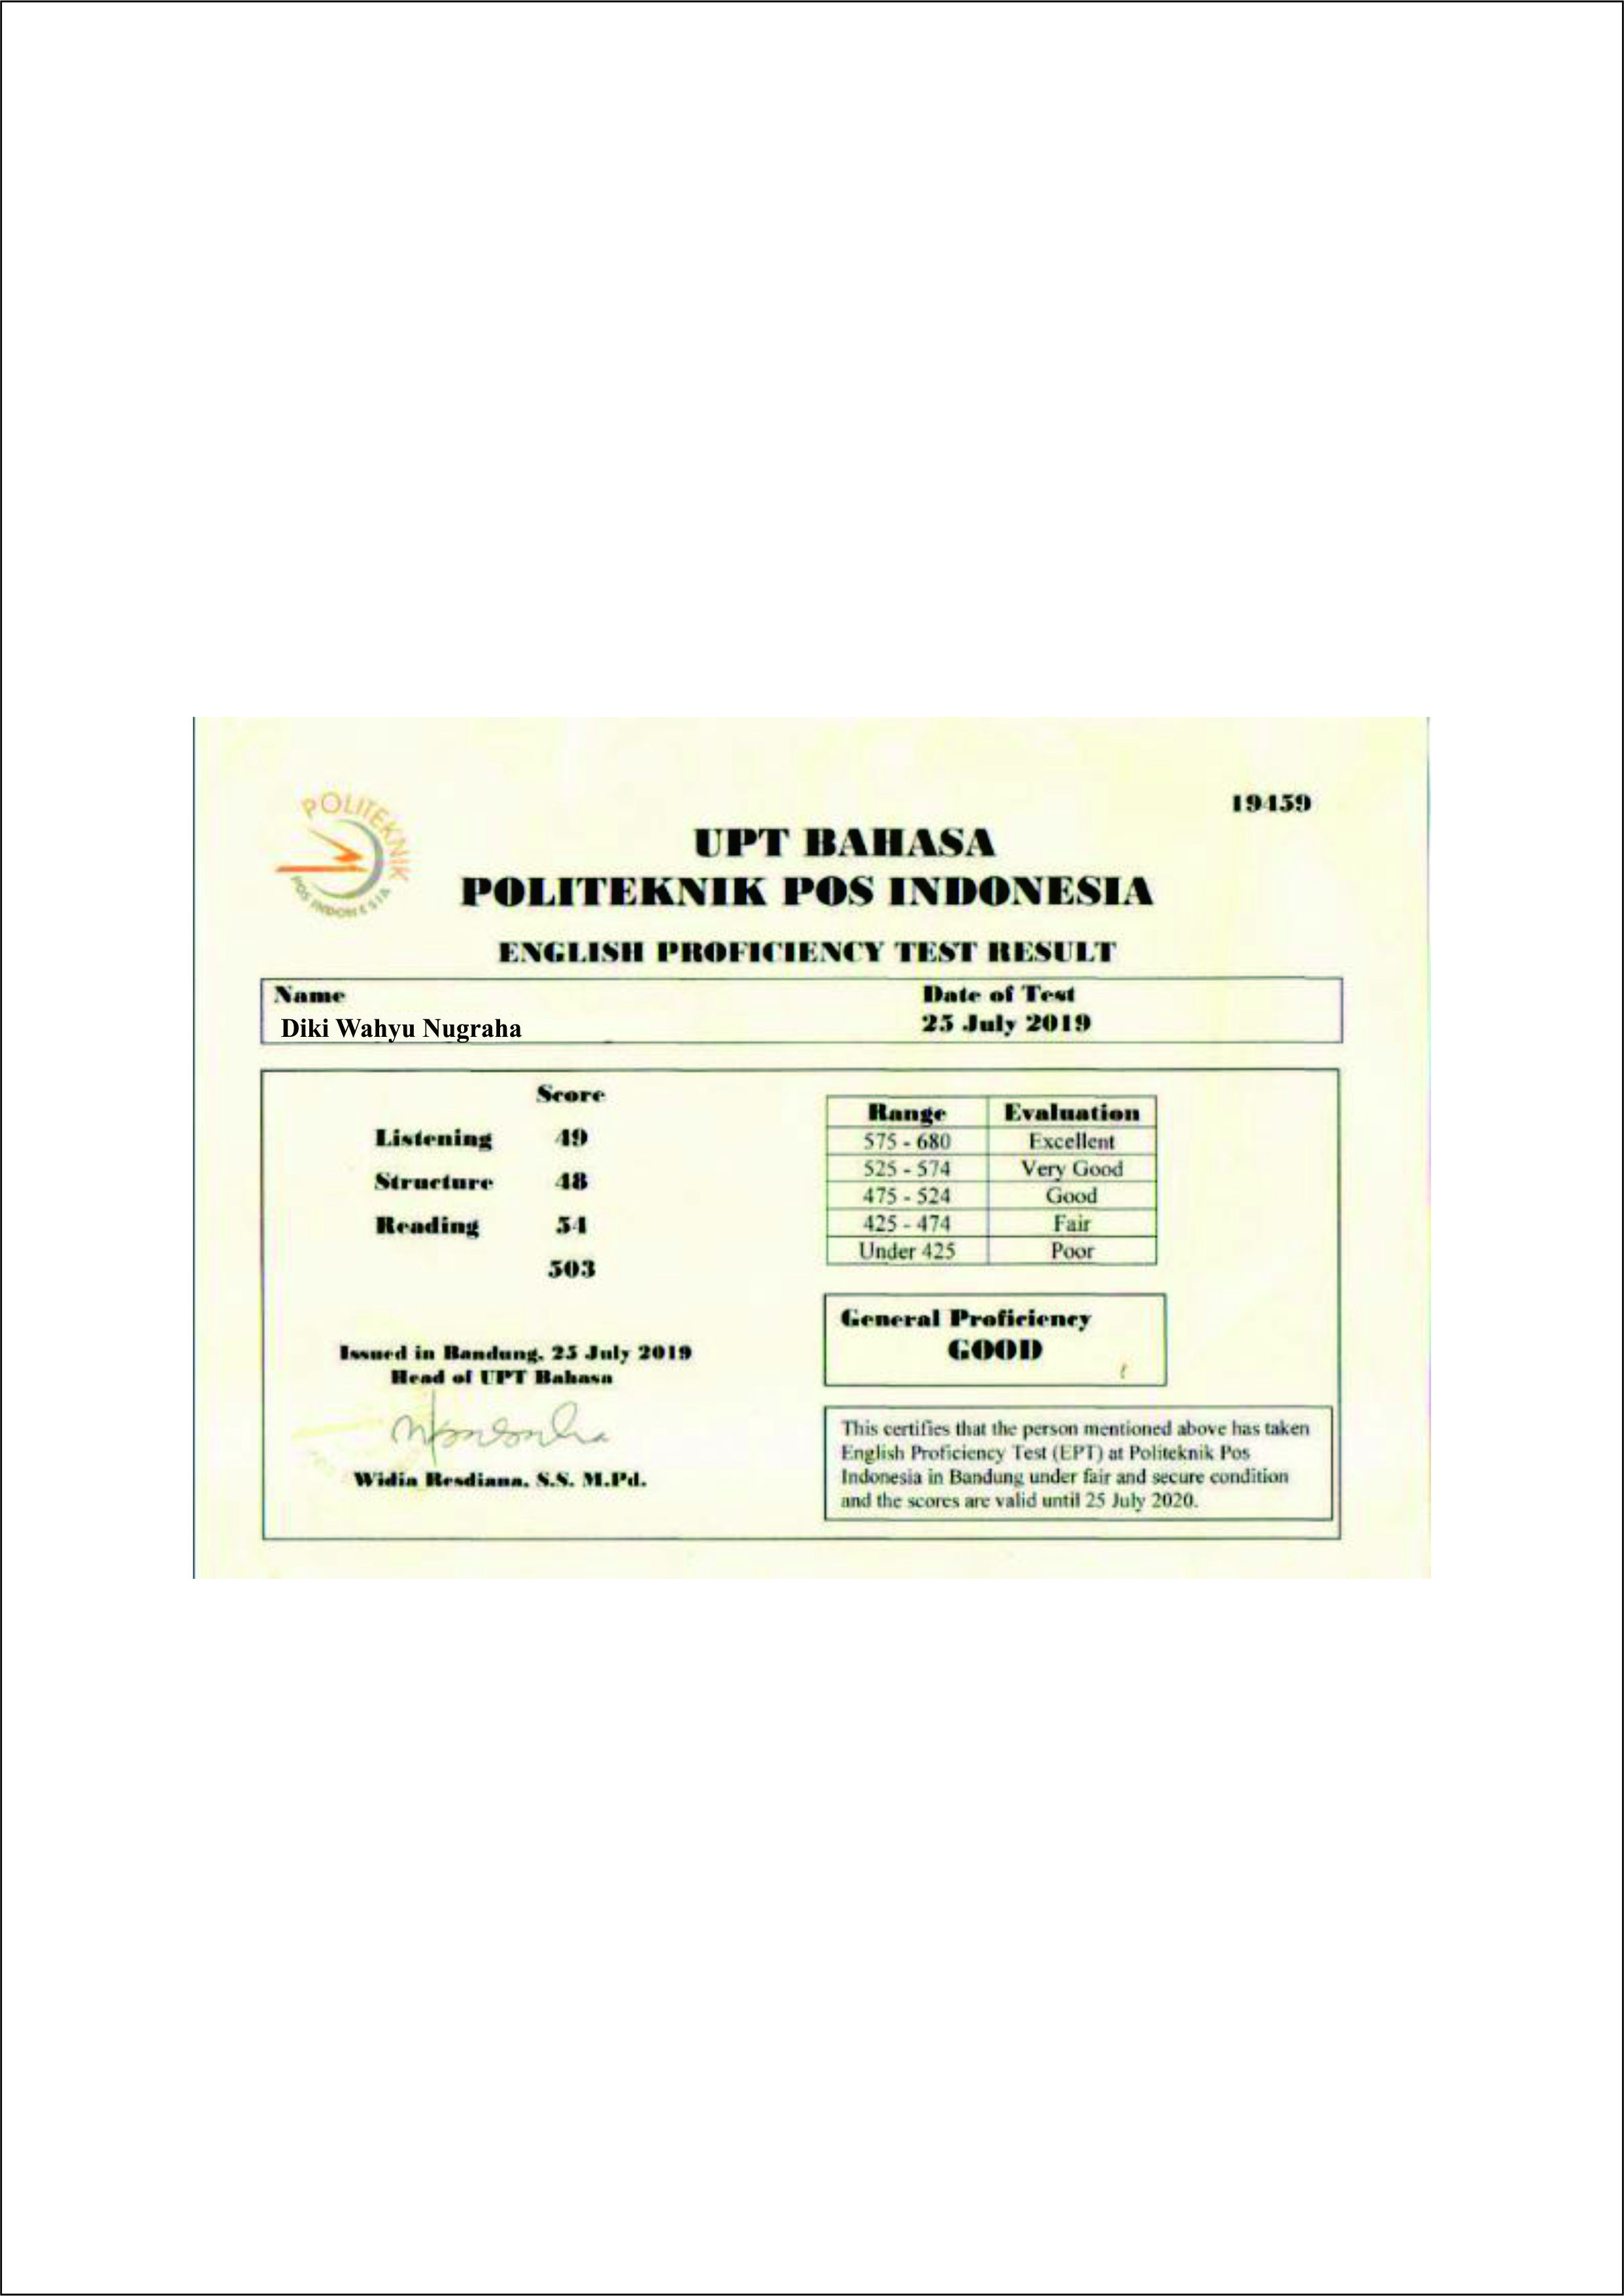 POLITEKNIK
POS INDONESIA
19459
UPT BAHASA
POLITEKNIK POS INDONESIA
ENGLISH PROFICIENCY TEST RESULT
Name Date of Test
Diki Wahyu Nugraha 25 July 2019
Score
Listening 49
Structure 48
Reading 54
503
Range Evaluation
575 - 680 Excellent
525 - 574 Very Good
475 - 524 Good
425 - 474 Fair
Under 425 Poor
General Proficiency
GOOD
Issued in Bandung, 25 July 2019
Head of UPT Bahasa
Widia Resdiana, S.S. M.Pd.
This certifies that the person mentioned above has taken
English Proficiency Test (EPT) at Politeknik Pos
Indonesia in Bandung under fair and secure condition
and the scores are valid until 25 July 2020.